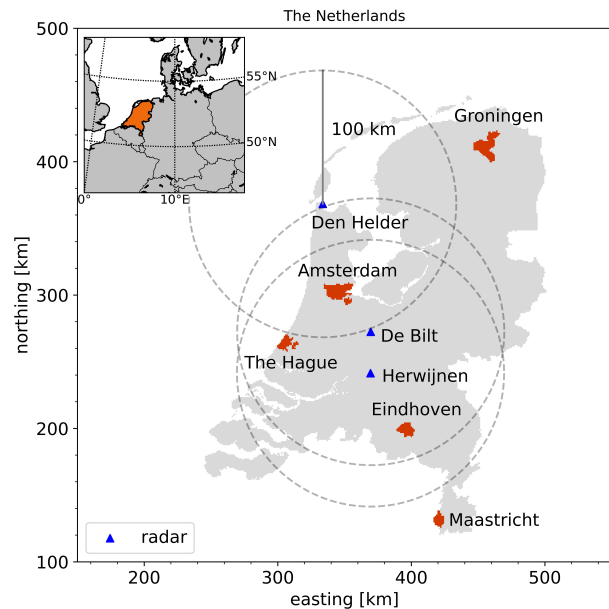 The Netherlands
500
400
300
200
100
northing [km]
55°N
50°N
0°
10°E
100 km
Groningen
Den Helder
Amsterdam
De Bilt
The Hague
Herwijnen
Eindhoven
Maastricht
radar
200
300
400
500
easting [km]